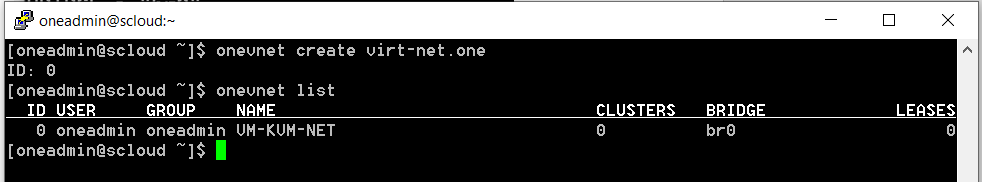 oneadmin@scloud:~
[oneadmin@scloud ~]$ onevnet create virt-net.one
ID: 0
[oneadmin@scloud ~]$ onevnet list
ID USER GROUP NAME CLUSTERS BRIDGE LEASES
0 oneadmin oneadmin VM-KVM-NET 0 br0 0
[oneadmin@scloud ~]$